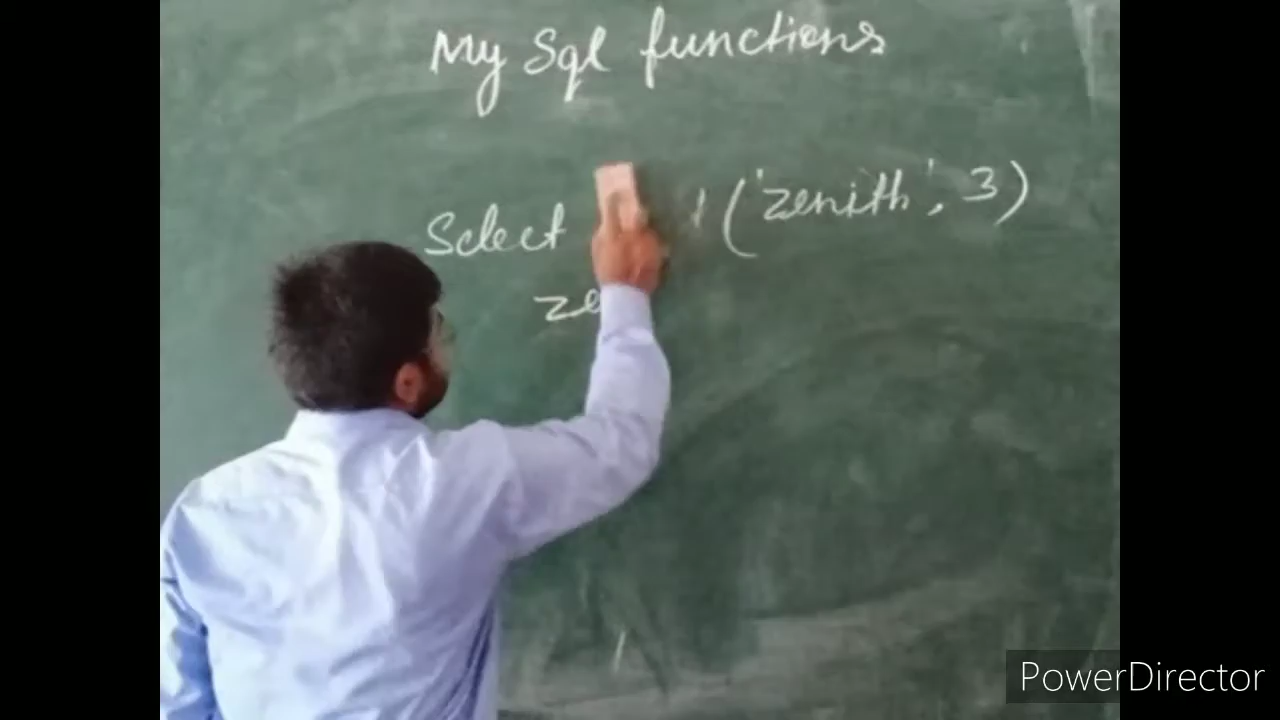 My Sql functions
Select ('zenith', 3)
ze
PowerDirector